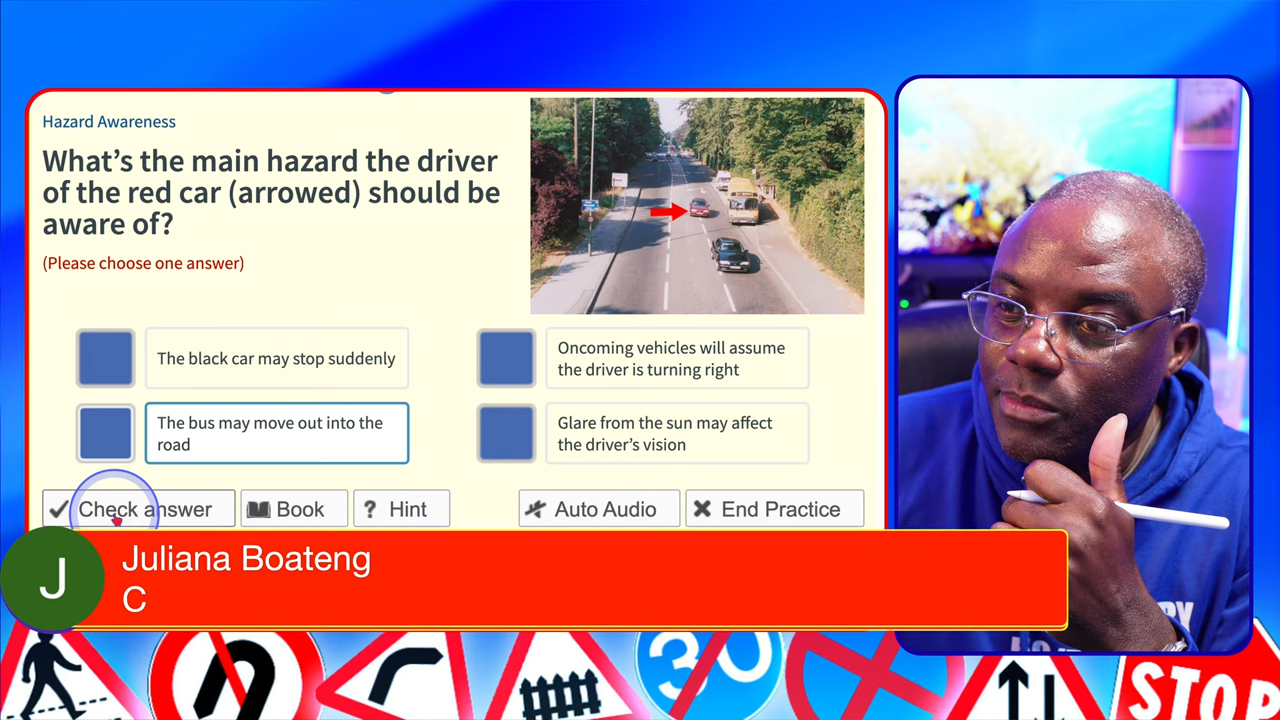 Hazard Awareness
What's the main hazard the driver
of the red car (arrowed) should be
aware of?
(Please choose one answer)
The black car may stop suddenly
Oncoming vehicles will assume
the driver is turning right
The bus may move out into the
road
Glare from the sun may affect
the driver's vision
Check answer
Book
? Hint
Auto Audio
End Practice
J
Juliana Boateng
C
30
STOP